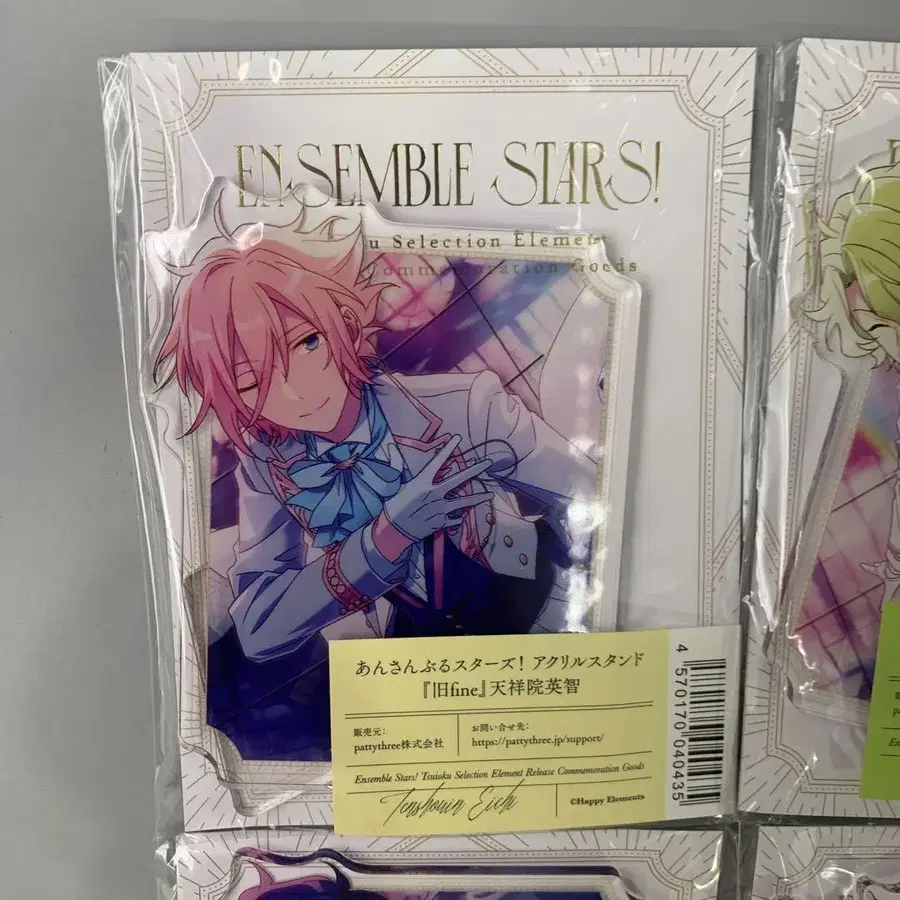 ENSEMBLE STARS!
Selection Element
Commemoration Goods
あんさんぶるスターズ！ アクリルスタンド
『旧fine』天祥院英智
販売元：
pattythree株式会社
お問い合せ先：
https://pattythree.jp/support/
Ensemble Stars! Tsuioku Selection Element Release Commemoration Goods
Tenshouin Eichi
©Happy Elements
4 570170 040435